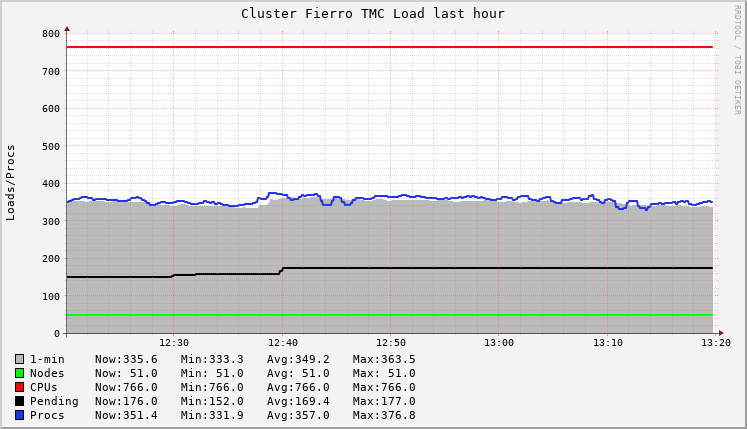 Cluster Fierro TMC Load last hour
RRDTOOL / TOBI OETIKER
Loads/Procs
800
700
600
500
400
300
200
100
0
12:30 12:40 12:50 13:00 13:10 13:20
1-min Now:335.6 Min:333.3 Avg:349.2 Max:363.5
Nodes Now: 51.0 Min: 51.0 Avg: 51.0 Max: 51.0
CPUs Now:766.0 Min:766.0 Avg:766.0 Max:766.0
Pending Now:176.0 Min:152.0 Avg:169.4 Max:177.0
Procs Now:351.4 Min:331.9 Avg:357.0 Max:376.8